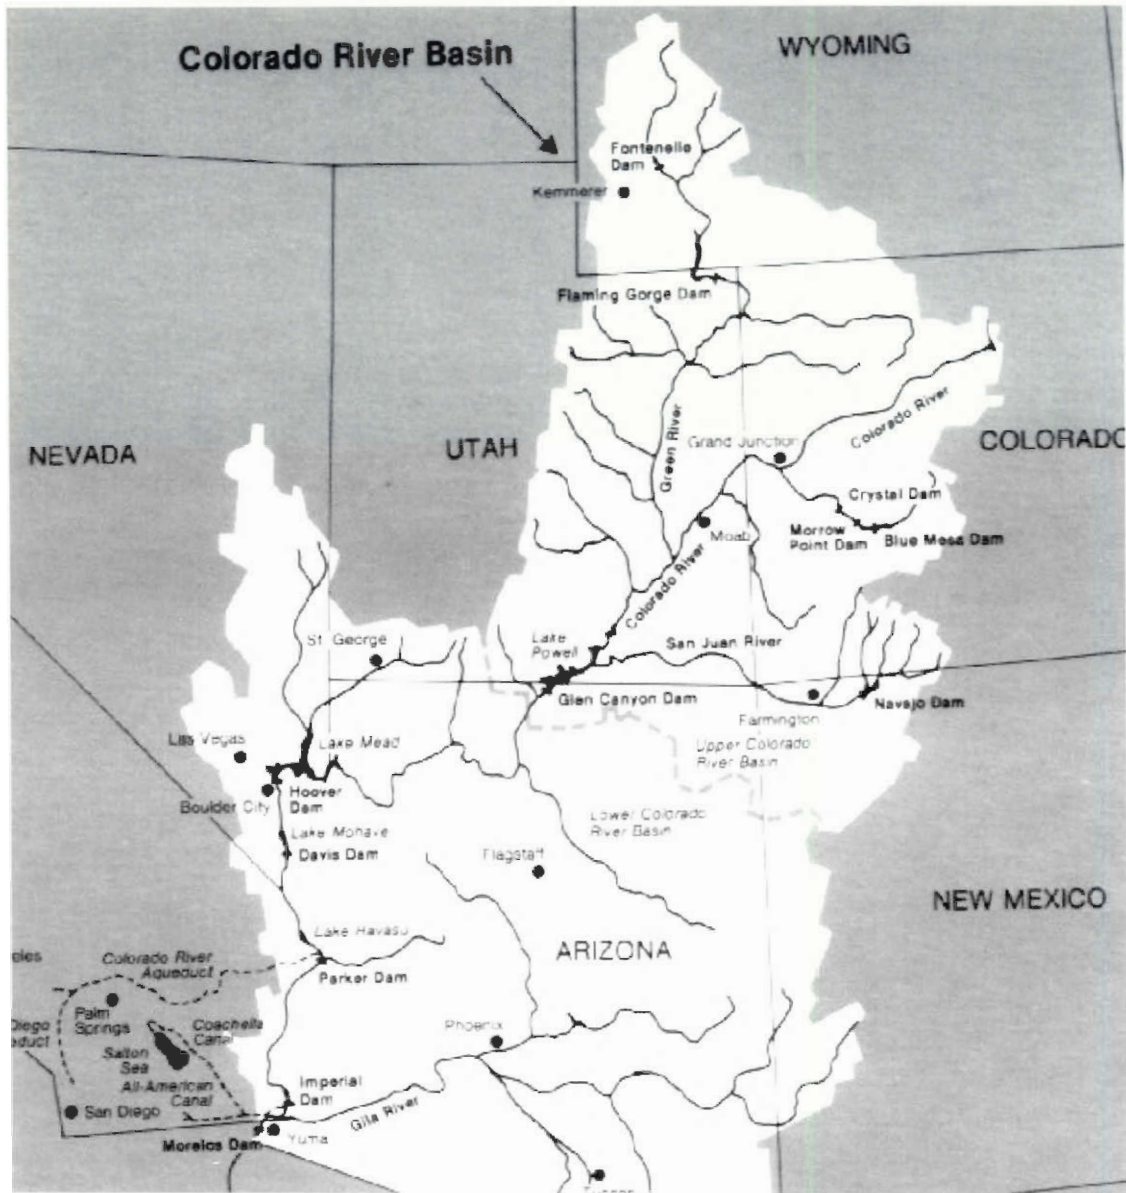 Colorado River Basin
WYOMING
Fontenelle
Dam
Kemmerer
Flaming Gorge Dam
Green River
Colorado River
Grand Junction
NEVADA
UTAH
COLORADO
Crystal Dam
Morrow
Point Dam
Blue Mesa Dam
Moab
Colorado River
St. George
Lake
Powell
San Juan River
Glen Canyon Dam
Navajo Dam
Farmington
Las Vegas
Lake Mead
Upper Colorado
River Basin
Boulder City
Hoover
Dam
Lake Mohave
Davis Dam
Lower Colorado
River Basin
Flagstaff
NEW MEXICO
Lake Havasu
ARIZONA
eles
Colorado River
Aqueduct
Parker Dam
Palm
Springs
Diego
educt
Coachella
Canal
Salton
Sea
Phoenix
All-American
Canal
Imperial
Dam
San Diego
Gila River
Morelos Dam
Yuma